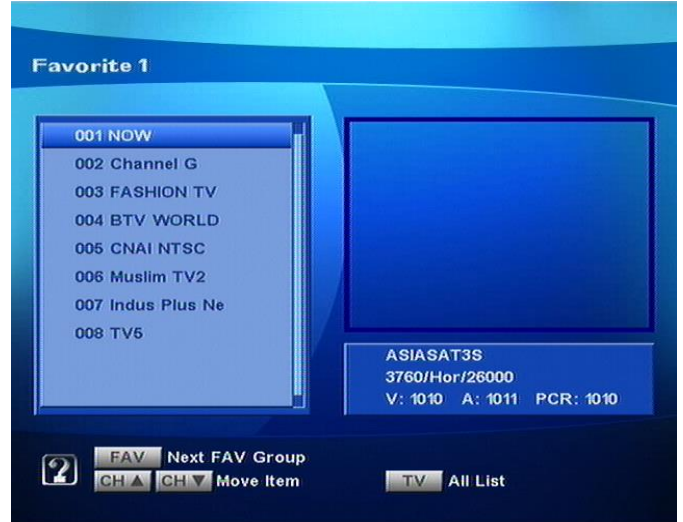 Favorite 1
001 NOW
002 Channel G
003 FASHION TV
004 BTV WORLD
005 CNAI NTSC
006 Muslim TV2
007 Indus Plus Ne
008 TV5
ASIASAT3S
3760/Hor/26000
V: 1010 A: 1011 PCR: 1010
? FAV Next FAV Group
CH ▲ CH ▼ Move Item
TV All List